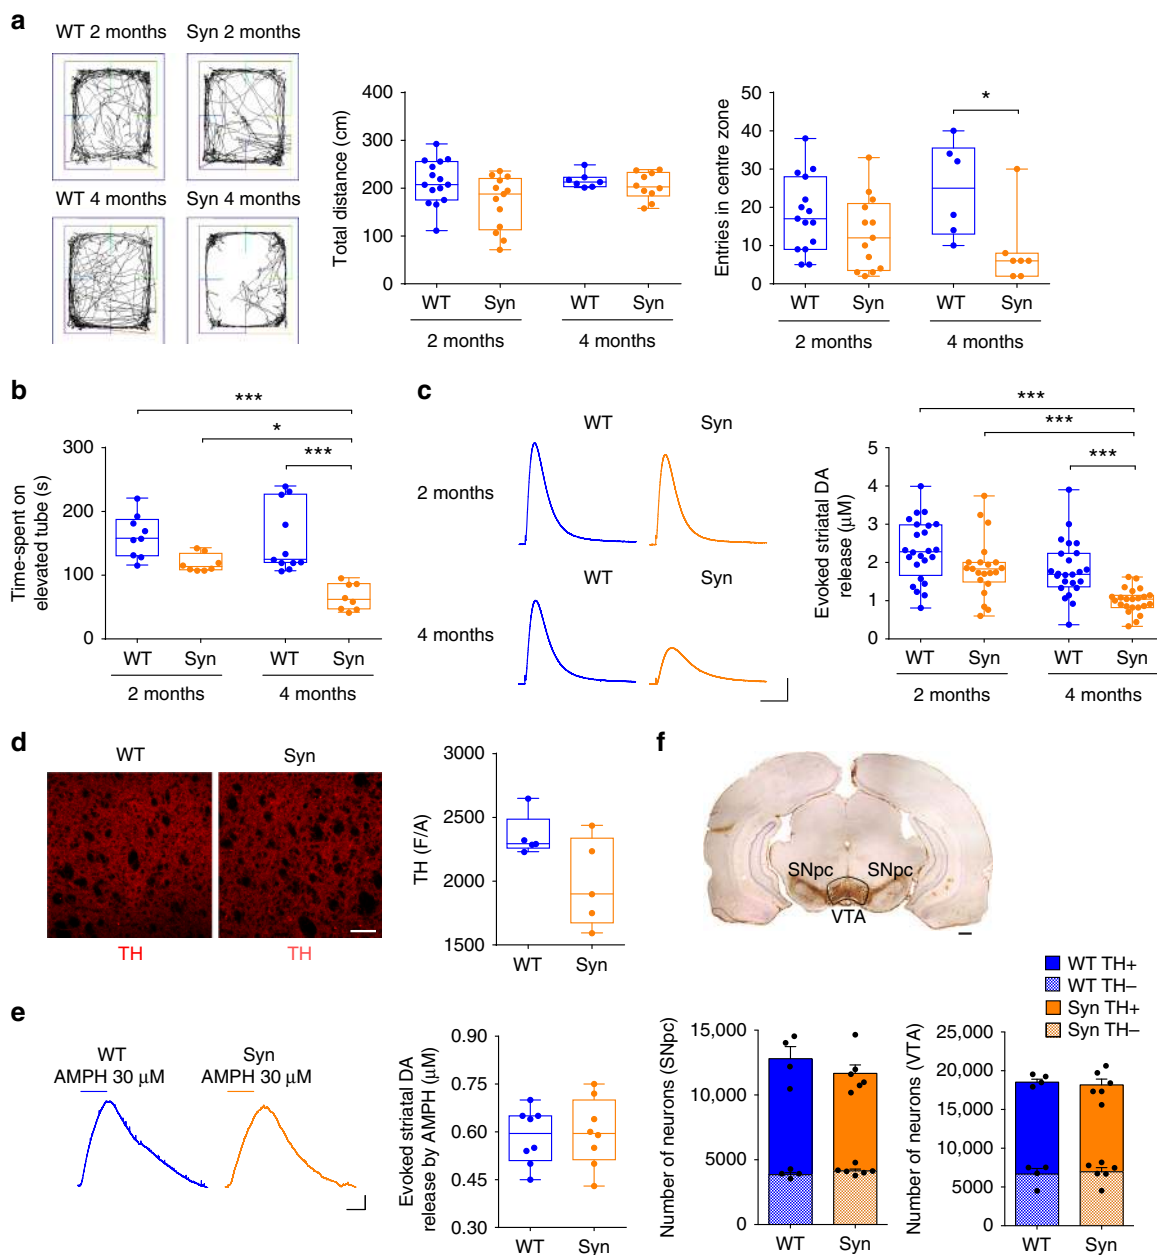 a
WT 2 months
Syn 2 months
WT 4 months
Syn 4 months
Total distance (cm)
400
300
200
100
0
WT
Syn
WT
Syn
2 months
4 months
Entries in centre zone
50
40
30
20
10
0
*
WT
Syn
WT
Syn
2 months
4 months
b
Time-spent on
elevated tube (s)
300
200
100
0
***
*
***
WT
Syn
WT
Syn
2 months
4 months
c
WT
Syn
2 months
WT
Syn
4 months
Evoked striatal DA
release (µM)
5
4
3
2
1
0
***
***
***
WT
Syn
WT
Syn
2 months
4 months
d
WT
Syn
TH
TH
TH (F/A)
3000
2500
2000
1500
WT
Syn
f
SNpc
SNpc
VTA
WT TH+
WT TH−
Syn TH+
Syn TH−
e
WT
AMPH 30 µM
Syn
AMPH 30 µM
Evoked striatal DA
release by AMPH (µM)
0.90
0.75
0.60
0.45
0.30
WT
Syn
Number of neurons (SNpc)
15,000
10,000
5000
0
WT
Syn
Number of neurons (VTA)
25,000
20,000
15,000
10,000
5000
0
WT
Syn